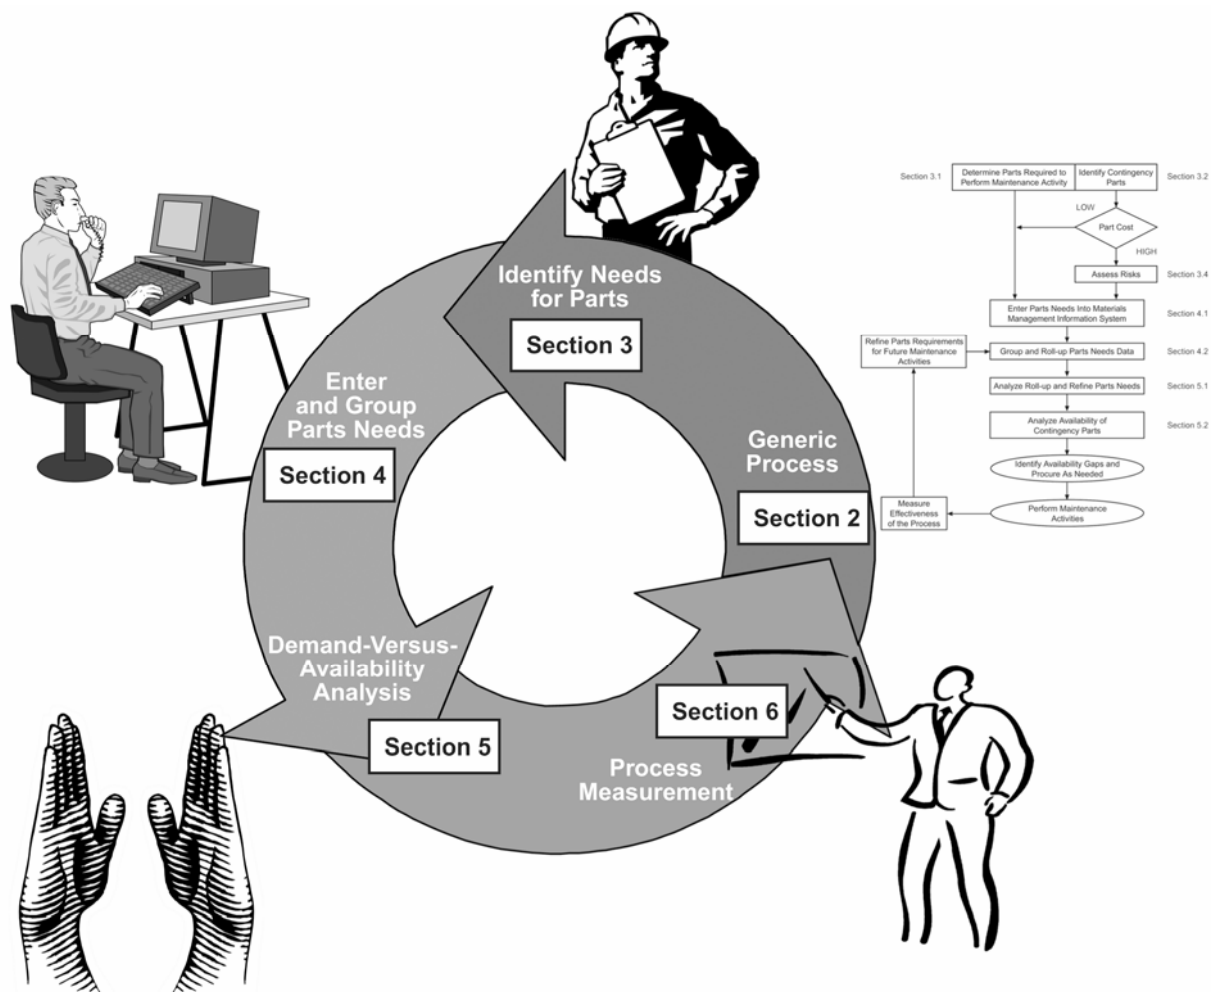 Identify Needs
for Parts
Section 3
Enter
and Group
Parts Needs
Section 4
Generic
Process
Section 2
Demand-Versus-
Availability
Analysis
Section 5
Section 6
Process
Measurement
Section 3.1
Determine Parts Required to
Perform Maintenance Activity
Identify Contingency
Parts
Section 3.2
LOW
Part Cost
HIGH
Assess Risks
Section 3.4
Enter Parts Needs Into Materials
Management Information System
Section 4.1
Refine Parts Requirements
for Future Maintenance
Activities
Group and Roll-up Parts Needs Data
Section 4.2
Analyze Roll-up and Refine Parts Needs
Section 5.1
Analyze Availability of
Contingency Parts
Section 5.2
Identify Availability Gaps and
Procure As Needed
Measure
Effectiveness
of the Process
Perform Maintenance
Activities